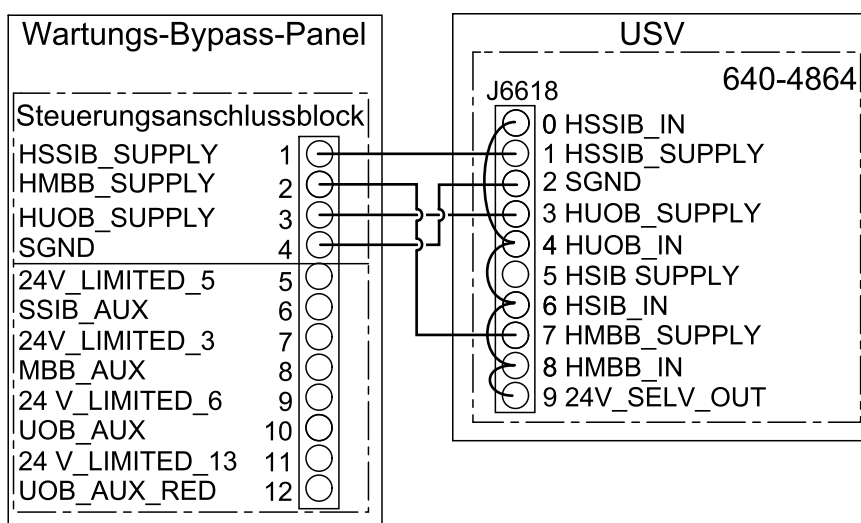 Wartungs-Bypass-Panel
Steuerungsanschlussblock
HSSIB_SUPPLY 1
HMBB_SUPPLY 2
HUOB_SUPPLY 3
SGND 4
24V_LIMITED_5 5
SSIB_AUX 6
24V_LIMITED_3 7
MBB_AUX 8
24 V_LIMITED_6 9
UOB_AUX 10
24 V_LIMITED_13 11
UOB_AUX_RED 12
USV
640-4864
J6618
0 HSSIB_IN
1 HSSIB_SUPPLY
2 SGND
3 HUOB_SUPPLY
4 HUOB_IN
5 HSIB SUPPLY
6 HSIB_IN
7 HMBB_SUPPLY
8 HMBB_IN
9 24V_SELV_OUT